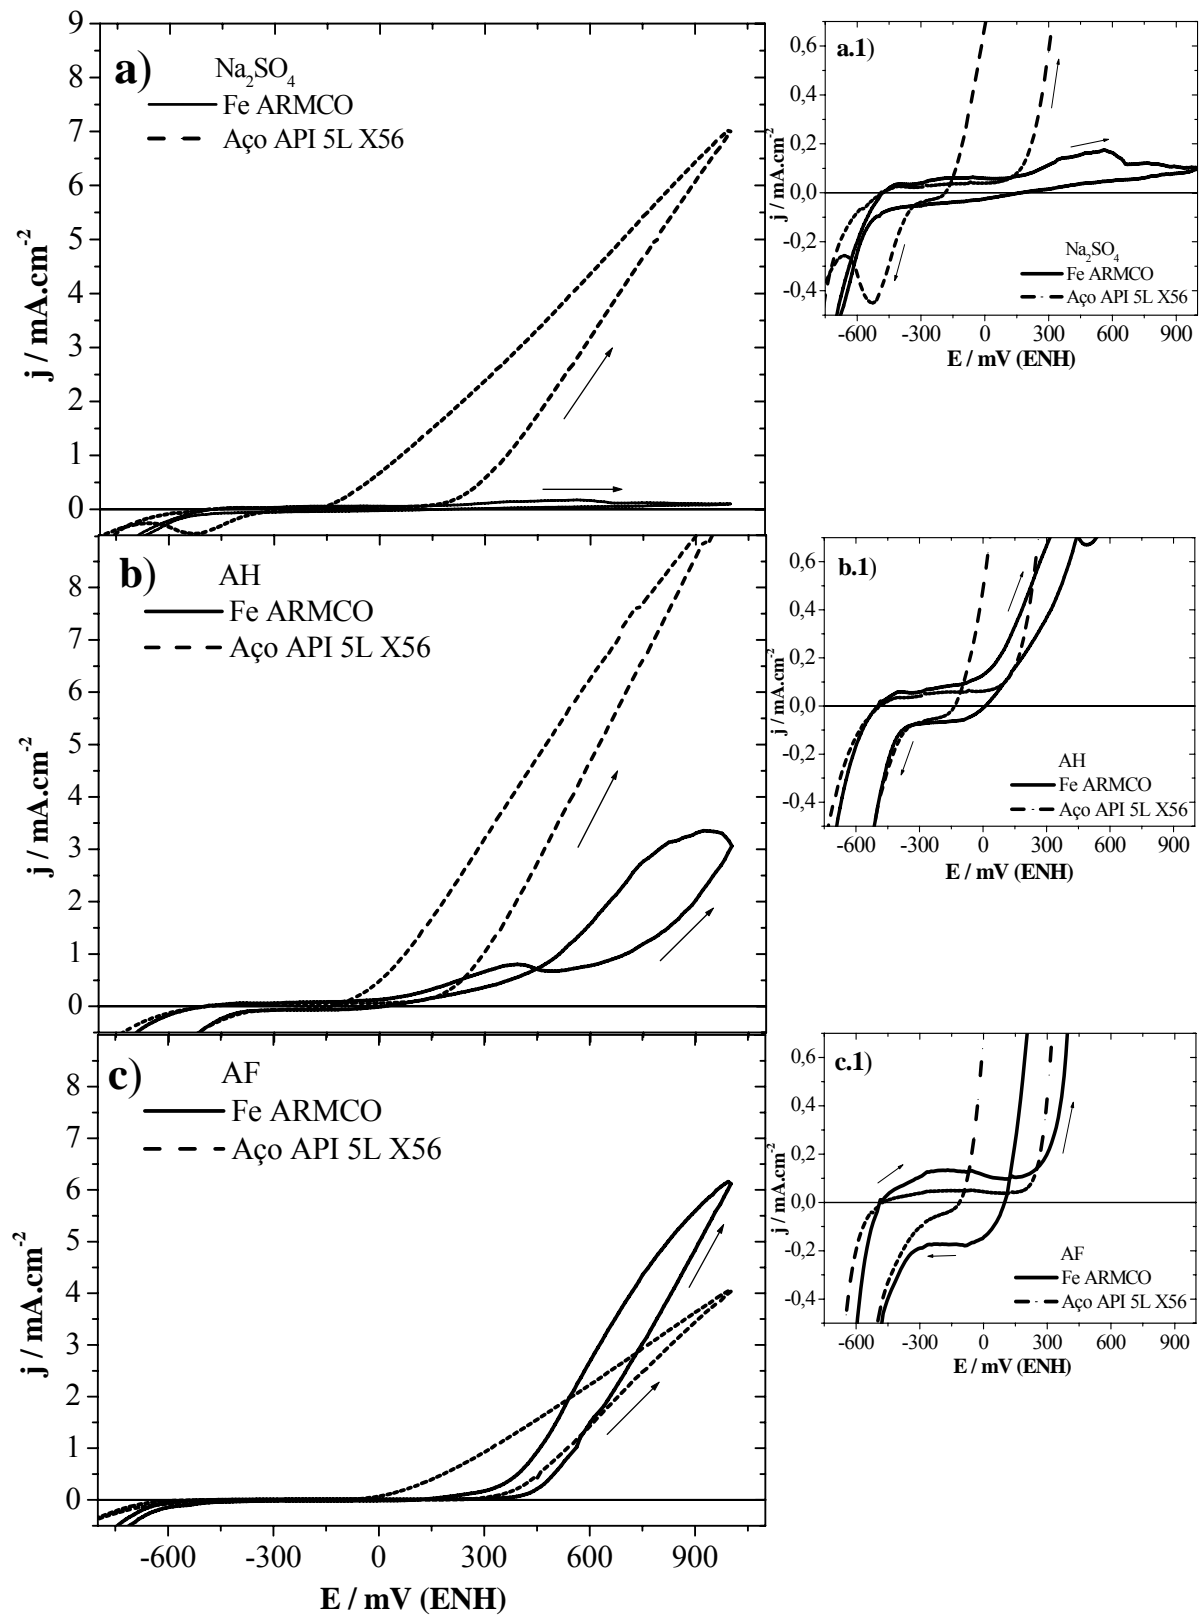 a)
Na2SO4
Fe ARMCO
Aço API 5L X56
9
8
7
6
5
4
3
2
1
0
j / mA.cm-2
a.1)
0,6
0,4
0,2
0,0
-0,2
-0,4
j / mA.cm-2
Na2SO4
Fe ARMCO
Aço API 5L X56
-600 -300 0 300 600 900
E / mV (ENH)
b)
AH
Fe ARMCO
Aço API 5L X56
8
7
6
5
4
3
2
1
0
j / mA.cm-2
b.1)
0,6
0,4
0,2
0,0
-0,2
-0,4
j / mA.cm-2
AH
Fe ARMCO
Aço API 5L X56
-600 -300 0 300 600 900
E / mV (ENH)
c)
AF
Fe ARMCO
Aço API 5L X56
8
7
6
5
4
3
2
1
0
j / mA.cm-2
-600 -300 0 300 600 900
E / mV (ENH)
c.1)
0,6
0,4
0,2
0,0
-0,2
-0,4
j / mA.cm-2
AF
Fe ARMCO
Aço API 5L X56
-600 -300 0 300 600 900
E / mV (ENH)